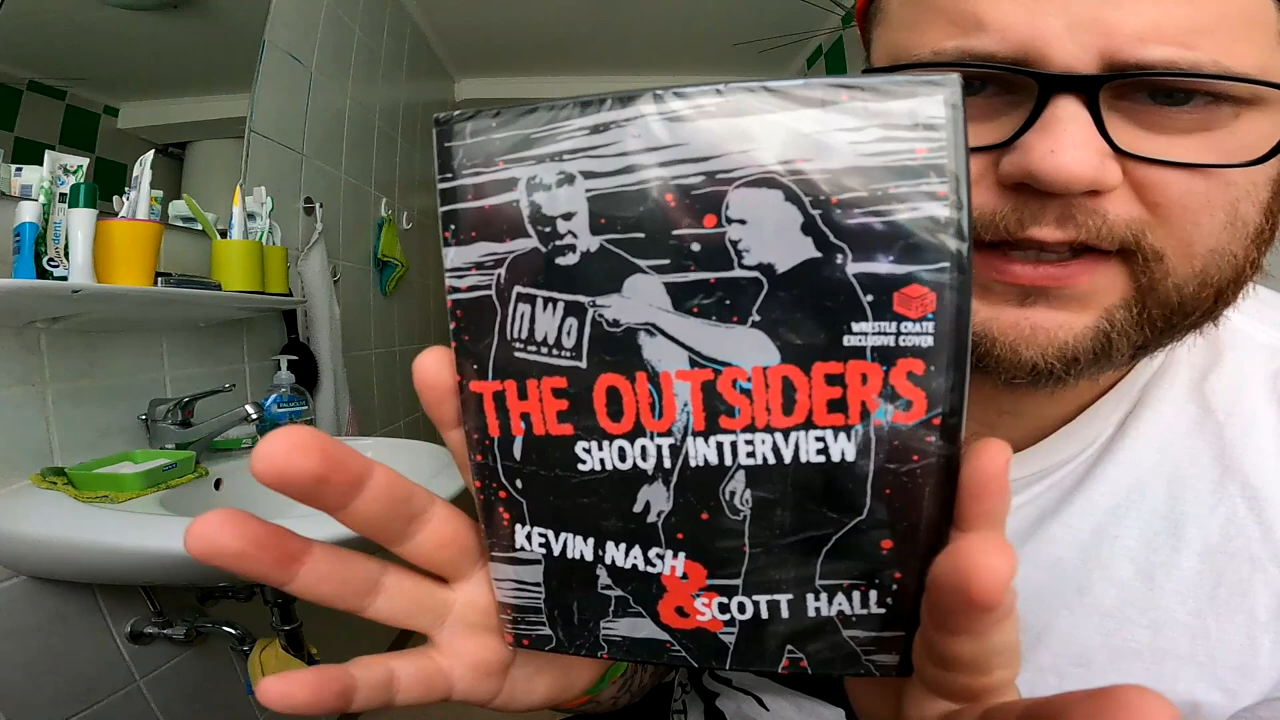 nWo
WRESTLE CRATE
EXCLUSIVE COVER
THE OUTSIDERS
SHOOT INTERVIEW
KEVIN NASH
&
SCOTT HALL
PALMOLIVE